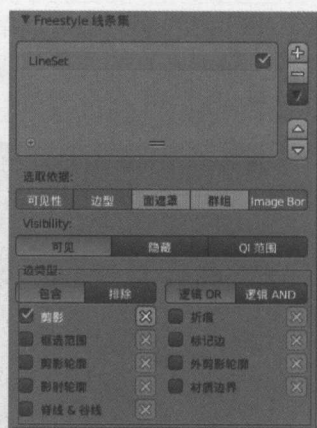 Freestyle 线条集
LineSet
选取依据:
可见性 边型 面遮罩 群组 Image Bor
Visibility:
可见 隐藏 QI 范围
边类型:
包含 排除 逻辑 OR 逻辑 AND
剪影 折痕
框选范围 标记边
剪影轮廓 外剪影轮廓
影射轮廓 材质边界
脊线 & 谷线